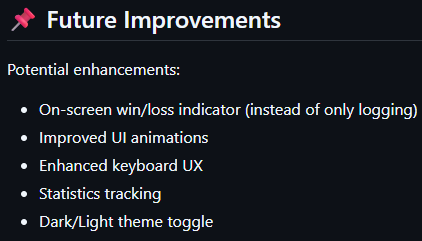 📌 Future Improvements
Potential enhancements:
• On-screen win/loss indicator (instead of only logging)
• Improved UI animations
• Enhanced keyboard UX
• Statistics tracking
• Dark/Light theme toggle